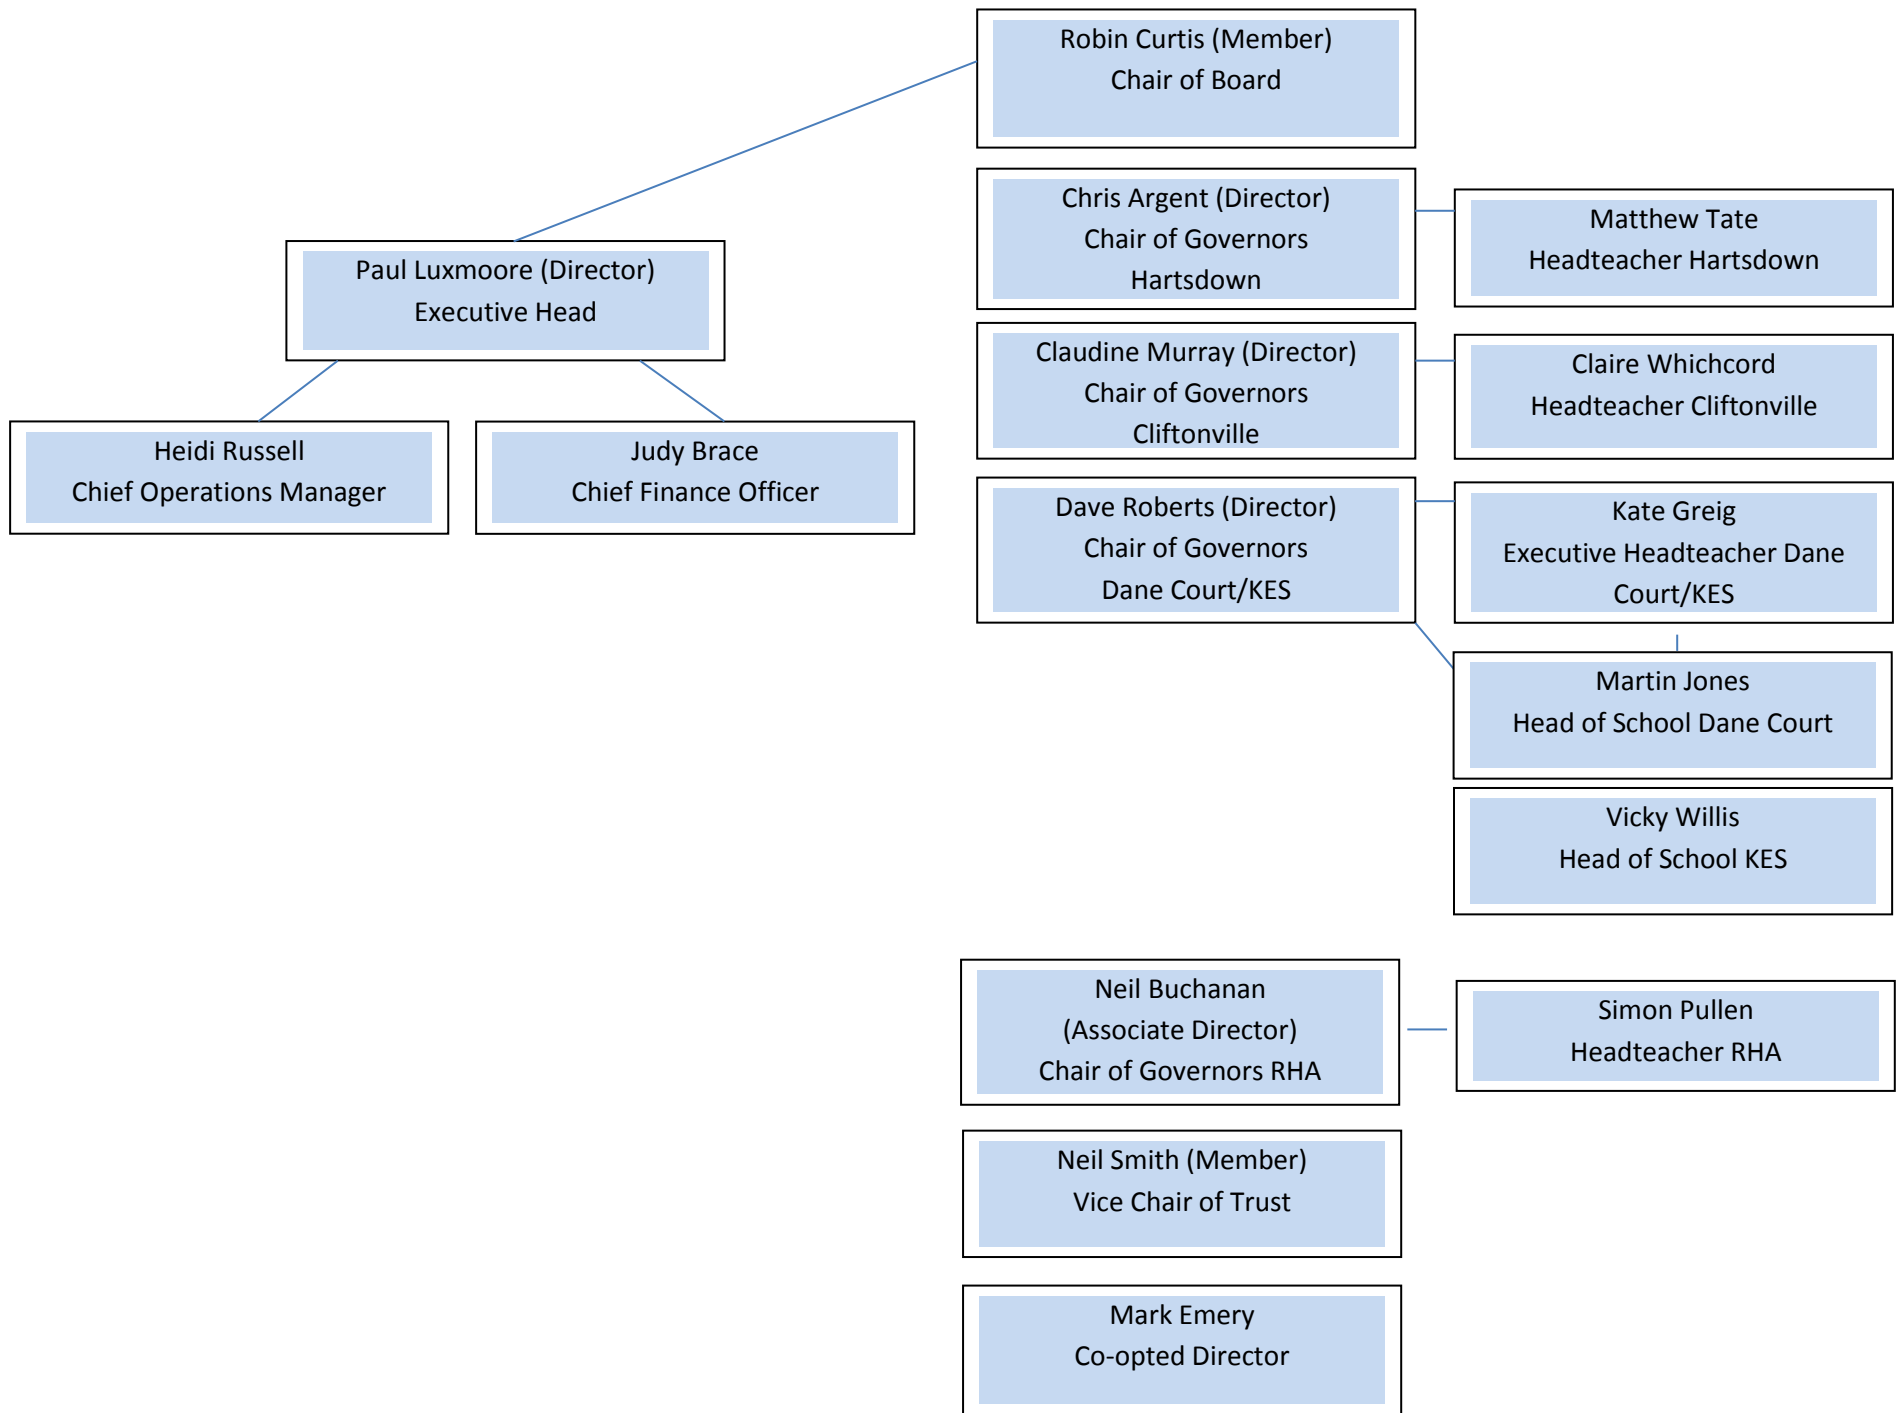 Robin Curtis (Member)
Chair of Board
Paul Luxmoore (Director)
Executive Head
Heidi Russell
Chief Operations Manager
Judy Brace
Chief Finance Officer
Chris Argent (Director)
Chair of Governors
Hartsdown
Matthew Tate
Headteacher Hartsdown
Claudine Murray (Director)
Chair of Governors
Cliftonville
Claire Whichcord
Headteacher Cliftonville
Dave Roberts (Director)
Chair of Governors
Dane Court/KES
Kate Greig
Executive Headteacher Dane
Court/KES
Martin Jones
Head of School Dane Court
Vicky Willis
Head of School KES
Neil Buchanan
(Associate Director)
Chair of Governors RHA
Simon Pullen
Headteacher RHA
Neil Smith (Member)
Vice Chair of Trust
Mark Emery
Co-opted Director